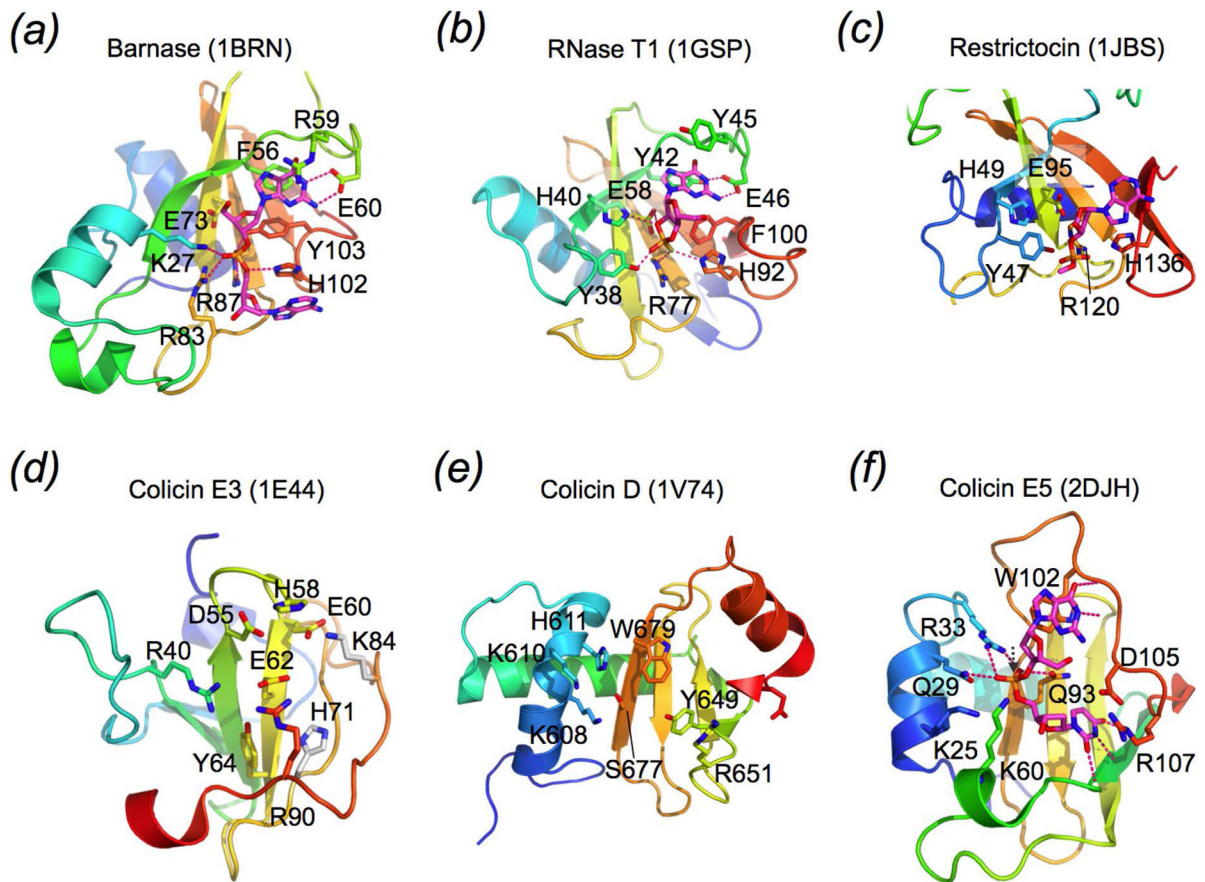 (a)
Barnase (1BRN)
R59
F56
E60
E73
Y103
K27
H102
R87
R83
(b)
RNase T1 (1GSP)
Y45
Y42
H40
E58
E46
F100
H92
Y38
R77
(c)
Restrictocin (1JBS)
H49
E95
Y47
H136
R120
(d)
Colicin E3 (1E44)
H58
E60
D55
K84
R40
E62
H71
Y64
R90
(e)
Colicin D (1V74)
H611
W679
K610
Y649
K608
S677
R651
(f)
Colicin E5 (2DJH)
W102
R33
D105
Q29
Q93
K25
K60
R107